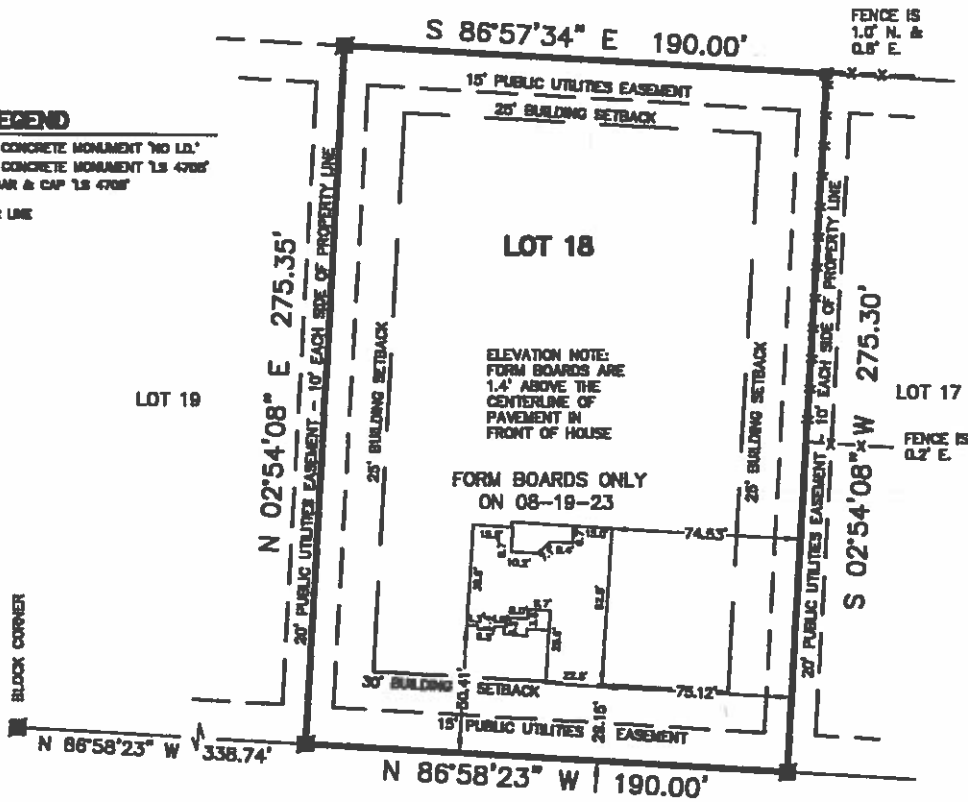 S 86°57'34" E 190.00'
FENCE IS
1.0' N. &
0.8' E.
15' PUBLIC UTILITIES EASEMENT
25' BUILDING SETBACK
EGEND
CONCRETE MONUMENT "NO I.D."
CONCRETE MONUMENT "LS 4708"
AR & CAP "LS 4708"
LINE
LOT 18
N 02°54'08" E 275.35'
20' PUBLIC UTILITIES EASEMENT - 10' EACH SIDE OF PROPERTY LINE
25' BUILDING SETBACK
LOT 19
ELEVATION NOTE:
FORM BOARDS ARE
1.4' ABOVE THE
CENTERLINE OF
PAVEMENT IN
FRONT OF HOUSE
25' BUILDING SETBACK
20' PUBLIC UTILITIES EASEMENT - 10' EACH SIDE OF PROPERTY LINE
S 02°54'08" W 275.30'
LOT 17
FENCE IS
0.2' E.
FORM BOARDS ONLY
ON 08-19-23
74.53'
10.2'
BLOCK CORNER
30' BUILDING SETBACK
75.12'
15' PUBLIC UTILITIES EASEMENT
N 86°58'23" W 338.74'
N 86°58'23" W 190.00'